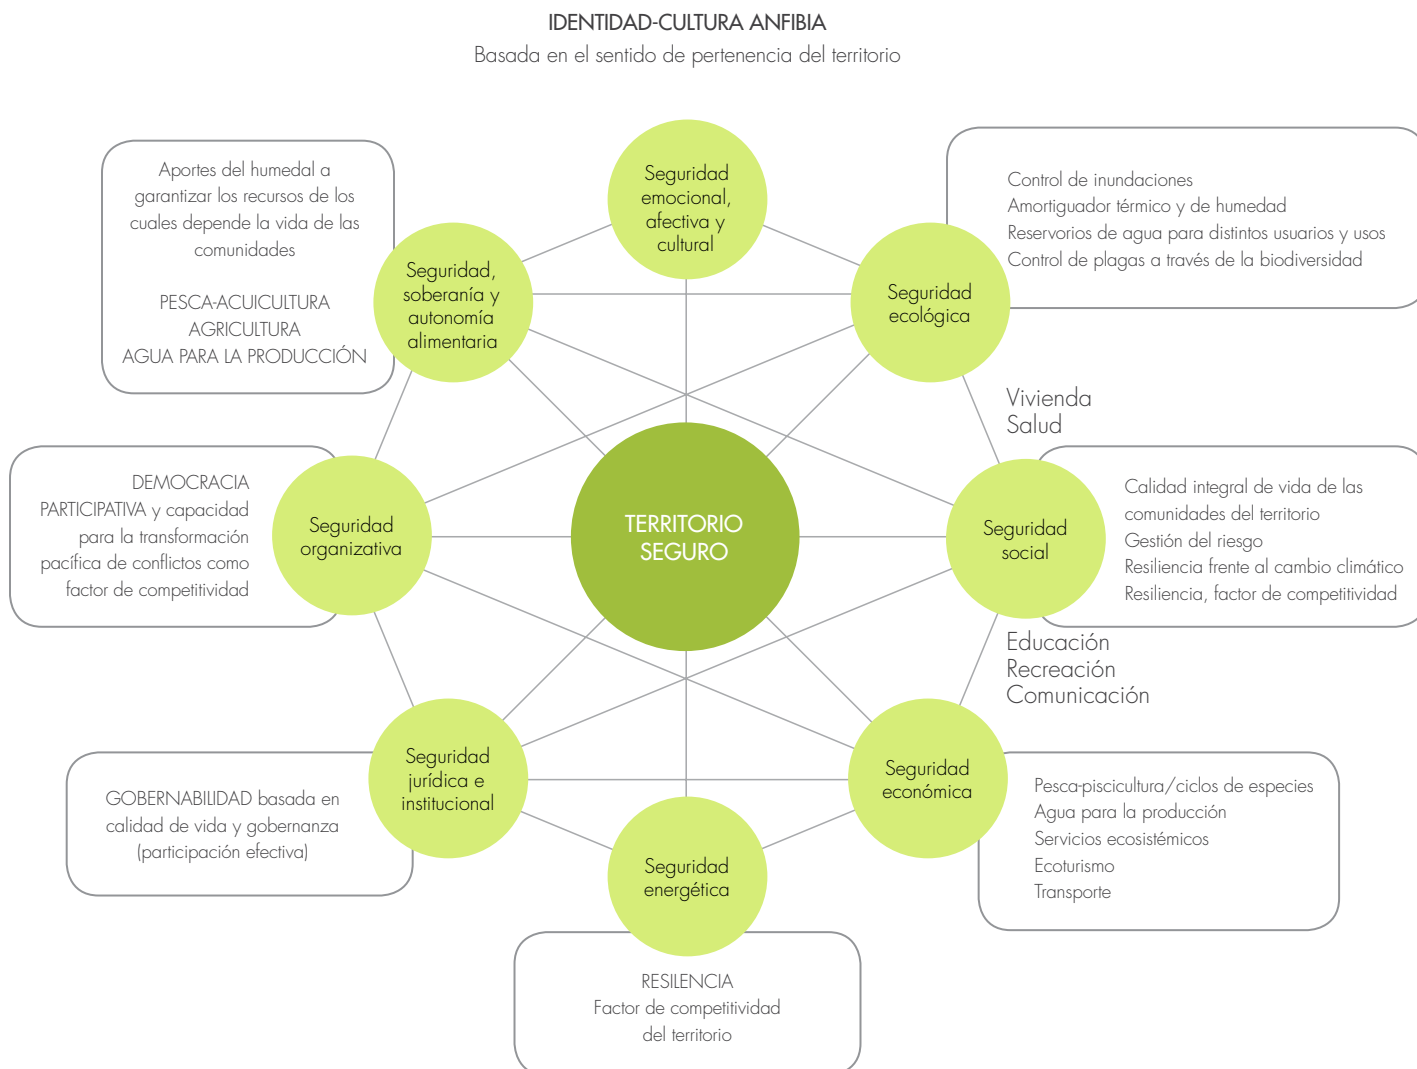 IDENTIDAD-CULTURA ANFIBIA
Basada en el sentido de pertenencia del territorio
Seguridad
emocional,
afectiva y
cultural
Aportes del humedal a
garantizar los recursos de los
cuales depende la vida de las
comunidades
PESCA-ACUICULTURA
AGRICULTURA
AGUA PARA LA PRODUCCIÓN
Seguridad,
soberanía y
autonomía
alimentaria
Control de inundaciones
Amortiguador térmico y de humedad
Reservorios de agua para distintos usuarios y usos
Control de plagas a través de la biodiversidad
Seguridad
ecológica
Vivienda
Salud
DEMOCRACIA
PARTICIPATIVA y capacidad
para la transformación
pacífica de conflictos como
factor de competitividad
Seguridad
organizativa
TERRITORIO
SEGURO
Seguridad
social
Calidad integral de vida de las
comunidades del territorio
Gestión del riesgo
Resiliencia frente al cambio climático
Resiliencia, factor de competitividad
Educación
Recreación
Comunicación
GOBERNABILIDAD basada en
calidad de vida y gobernanza
(participación efectiva)
Seguridad
jurídica e
institucional
Seguridad
económica
Pesca-piscicultura/ciclos de especies
Agua para la producción
Servicios ecosistémicos
Ecoturismo
Transporte
Seguridad
energética
RESILENCIA
Factor de competitividad
del territorio